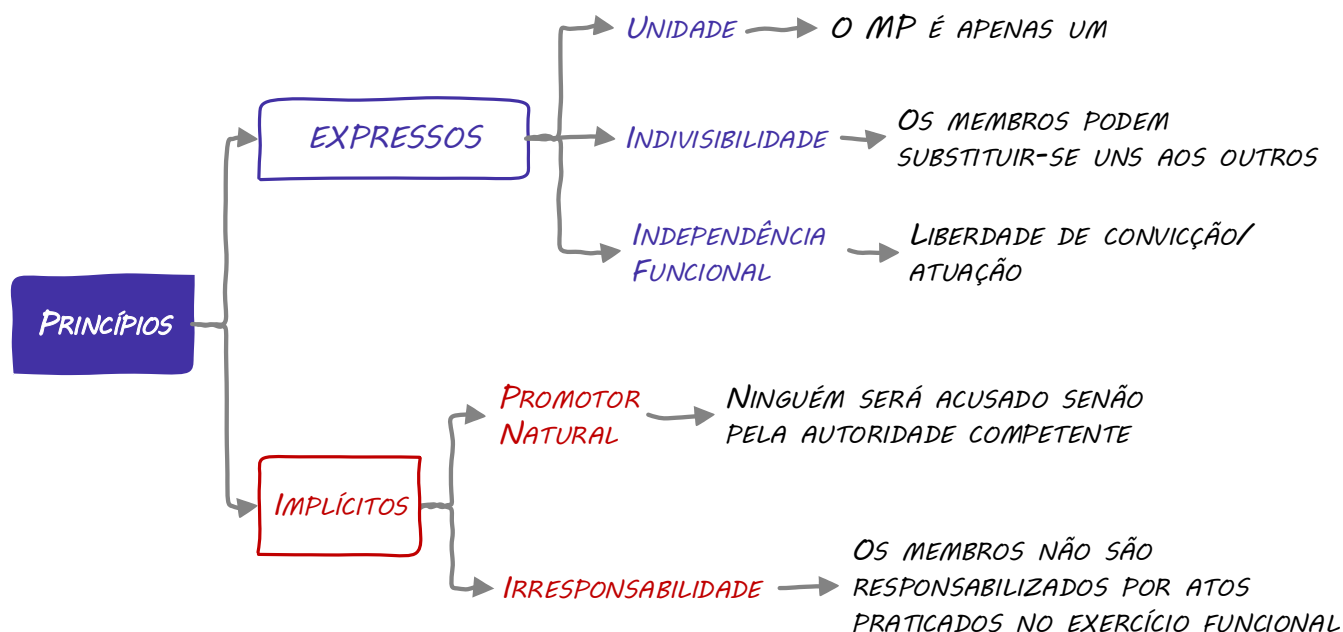 PRINCÍPIOS
EXPRESSOS
UNIDADE
O MP É APENAS UM
INDIVISIBILIDADE
OS MEMBROS PODEM
SUBSTITUIR-SE UNS AOS OUTROS
INDEPENDÊNCIA
FUNCIONAL
LIBERDADE DE CONVICÇÃO/
ATUAÇÃO
IMPLÍCITOS
PROMOTOR
NATURAL
NINGUÉM SERÁ ACUSADO SENÃO
PELA AUTORIDADE COMPETENTE
IRRESPONSABILIDADE
OS MEMBROS NÃO SÃO
RESPONSABILIZADOS POR ATOS
PRATICADOS NO EXERCÍCIO FUNCIONAL